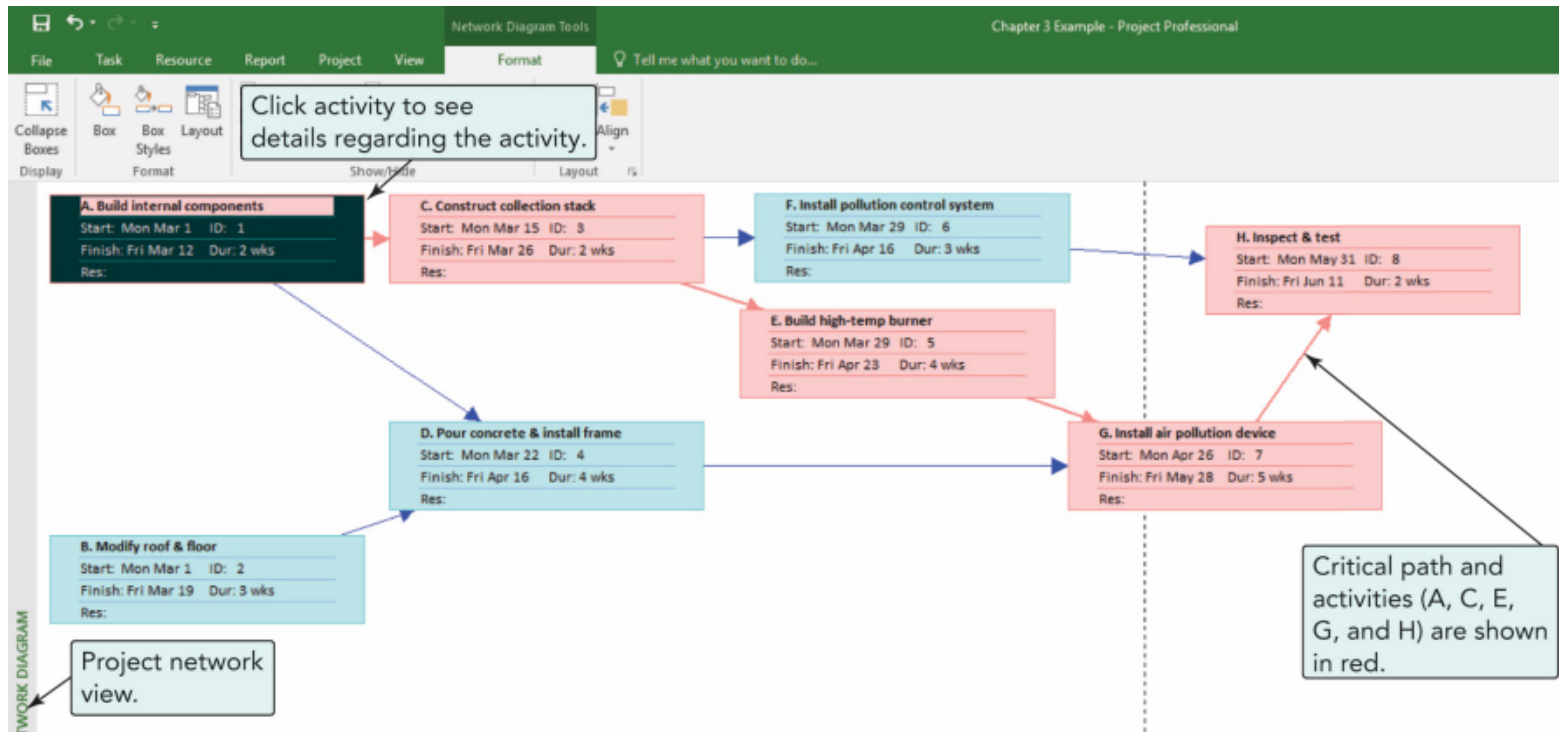 Network Diagram Tools
Chapter 3 Example - Project Professional
File Task Resource Report Project View Format Tell me what you want to do...
Collapse Boxes
Box
Box Styles
Layout
Align
Display
Format
Show/Hide
Layout
Click activity to see
details regarding the activity.
A. Build internal components
Start: Mon Mar 1 ID: 1
Finish: Fri Mar 12 Dur: 2 wks
Res:
C. Construct collection stack
Start: Mon Mar 15 ID: 3
Finish: Fri Mar 26 Dur: 2 wks
Res:
F. Install pollution control system
Start: Mon Mar 29 ID: 6
Finish: Fri Apr 16 Dur: 3 wks
Res:
H. Inspect & test
Start: Mon May 31 ID: 8
Finish: Fri Jun 11 Dur: 2 wks
Res:
E. Build high-temp burner
Start: Mon Mar 29 ID: 5
Finish: Fri Apr 23 Dur: 4 wks
Res:
D. Pour concrete & install frame
Start: Mon Mar 22 ID: 4
Finish: Fri Apr 16 Dur: 4 wks
Res:
G. Install air pollution device
Start: Mon Apr 26 ID: 7
Finish: Fri May 28 Dur: 5 wks
Res:
B. Modify roof & floor
Start: Mon Mar 1 ID: 2
Finish: Fri Mar 19 Dur: 3 wks
Res:
Critical path and
activities (A, C, E,
G, and H) are shown
in red.
Project network
view.
DIAGRAM